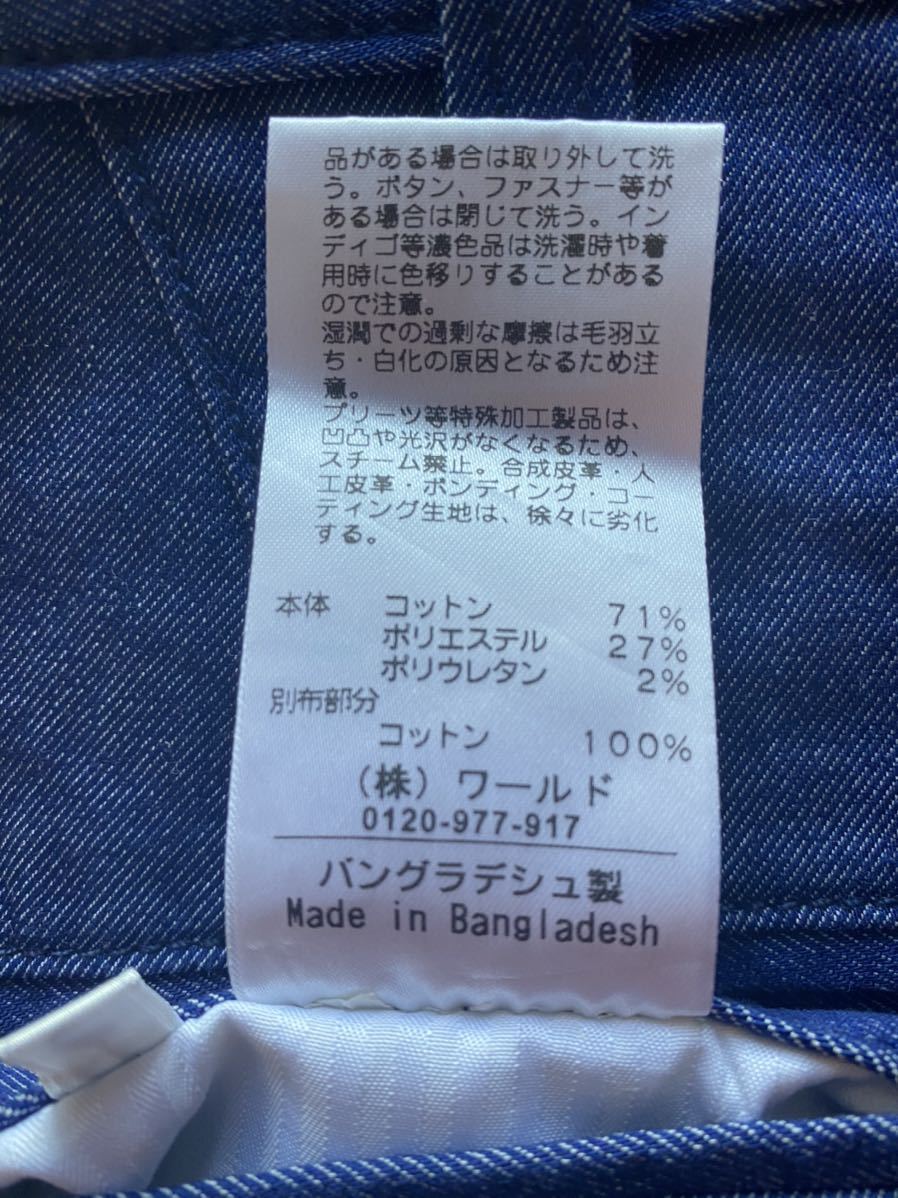 品がある場合は取り外して洗
う。ボタン、ファスナー等が
ある場合は閉じて洗う。イン
ディゴ等濃色品は洗濯時や着
用時に色移りすることがある
ので注意。
湿潤での過剰な摩擦は毛羽立
ち・白化の原因となるため注
意。
プリーツ等特殊加工製品は、
凹凸や光沢がなくなるため、
スチーム禁止。合成皮革・人
工皮革・ボンディング・コー
ティング生地は、徐々に劣化
する。
本体 コットン 71%
ポリエステル 27%
ポリウレタン 2%
別布部分
コットン 100%
(株)ワールド
0120-977-917
バングラデシュ製
Made in Bangladesh